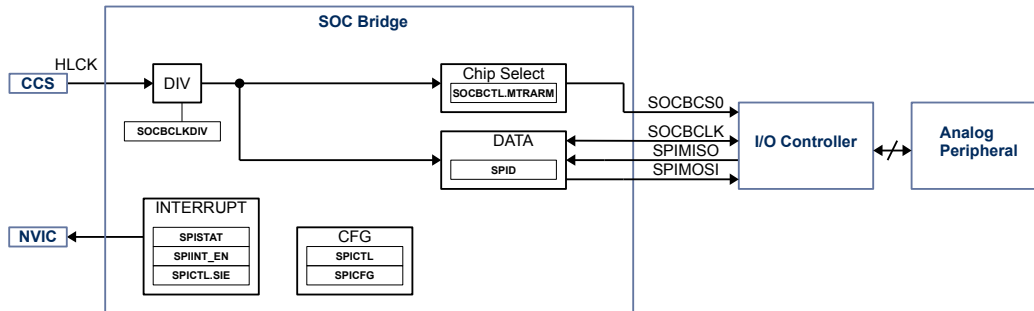 SOC Bridge
HLCK
CCS
DIV
SOCBCLKDIV
Chip Select
SOCBCTL.MTRARM
DATA
SPID
SOCBCS0
SOCBCLK
SPIMISO
SPIMOSI
I/O Controller
Analog
Peripheral
NVIC
INTERRUPT
SPISTAT
SPIINT_EN
SPICTL.SIE
CFG
SPICTL
SPICFG